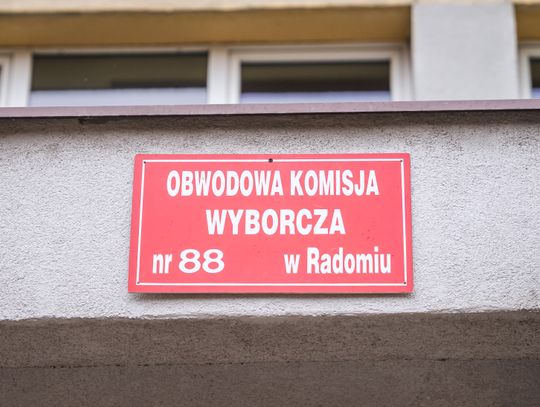 OBWODOWA KOMISJA
WYBORCZA
nr 88 w Radomiu